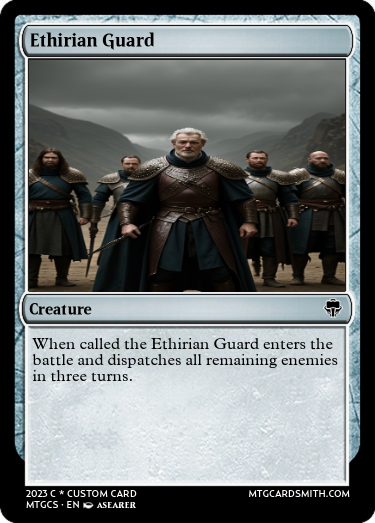 Ethirian Guard
Creature
When called the Ethirian Guard enters the
battle and dispatches all remaining enemies
in three turns.
2023 C * CUSTOM CARD
MTGCARDSMITH.COM
MTGCS · EN ASEARER